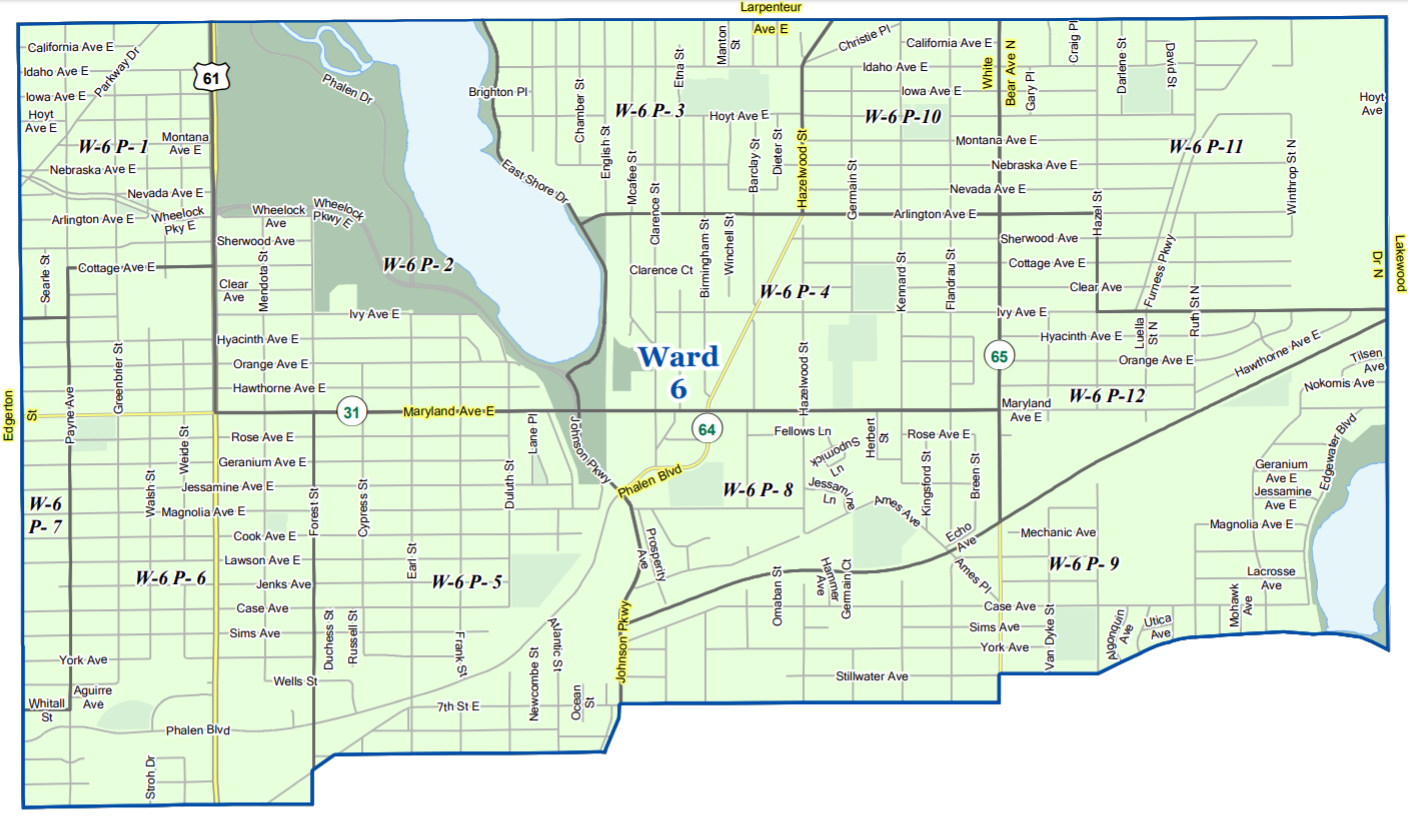 Larpenteur
Ave E
California Ave E
Parkway Dr
Idaho Ave E
Iowa Ave E
Hoyt
Ave E
W-6 P- 1
Montana
Ave E
Nebraska Ave E
Nevada Ave E
Arlington Ave E
Wheelock
Pky E
61
Phalen Dr
Brighton Pl
East Shore Dr
Chamber St
English St
Mcafee St
Clarence St
Etna St
Manton
St
W-6 P- 3
Hoyt Ave E
Barclay St
Dieter St
Birmingham St
Winchell St
Hazelwood St
Christie Pl
California Ave E
Idaho Ave E
Iowa Ave E
W-6 P-10
Germain St
White
Bear Ave N
Gary Pl
Craig Pl
Darlene St
David St
Montana Ave E
Nebraska Ave E
Nevada Ave E
Arlington Ave E
W-6 P-11
Hoyt
Ave
Winthrop St N
Hazel St
Lakewood
Dr N
Wheelock
Ave
Wheelock
Pkwy E
Sherwood Ave
Searle St
Cottage Ave E
Clear
Ave
Mendota St
W-6 P- 2
Ivy Ave E
Clarence Ct
W-6 P- 4
Kennard St
Flandrau St
Sherwood Ave
Cottage Ave E
Clear Ave
Furness Pkwy
Ivy Ave E
Hyacinth Ave E
Luella
St N
Ruth St N
Orange Ave E
Hawthorne Ave E
Tilsen
Ave
Nokomis Ave
Greenbrier St
Hyacinth Ave E
Orange Ave E
Hawthorne Ave E
Ward
6
Hazelwood St
65
W-6 P-12
Maryland
Ave E
Edgerton
St
Payne Ave
31
Maryland Ave E
Lane Pl
Johnson Pkwy
64
Fellows Ln
Supornick
Ln
Herbert
St
Rose Ave E
Weide St
Rose Ave E
Geranium Ave E
Walsh St
Jessamine Ave E
Magnolia Ave E
Forest St
Cypress St
Duluth St
Phalen Blvd
W-6 P- 8
Jessamine
Ln
Ames Ave
Kingsford St
Breen St
Echo
Ave
Edgewater Blvd
Geranium
Ave E
Jessamine
Ave E
Magnolia Ave E
Mechanic Ave
W-6
P- 7
Cook Ave E
Lawson Ave E
Jenks Ave
Earl St
W-6 P- 6
W-6 P- 5
Prosperity
Ave
Omaban St
Hammer
Ave
Germain Ct
Ames Pl
W-6 P- 9
Lacrosse
Ave
Case Ave
Sims Ave
Duchess St
Russell St
Frank St
Atlantic St
Johnson Pkwy
Case Ave
Sims Ave
York Ave
Van Dyke St
Algonquin
Ave
Utica
Ave
Mohawk
Ave
York Ave
Wells St
Aguirre
Ave
Whitall
St
Newcombe St
Ocean
St
Stillwater Ave
7th St E
Phalen Blvd
Stroh Dr